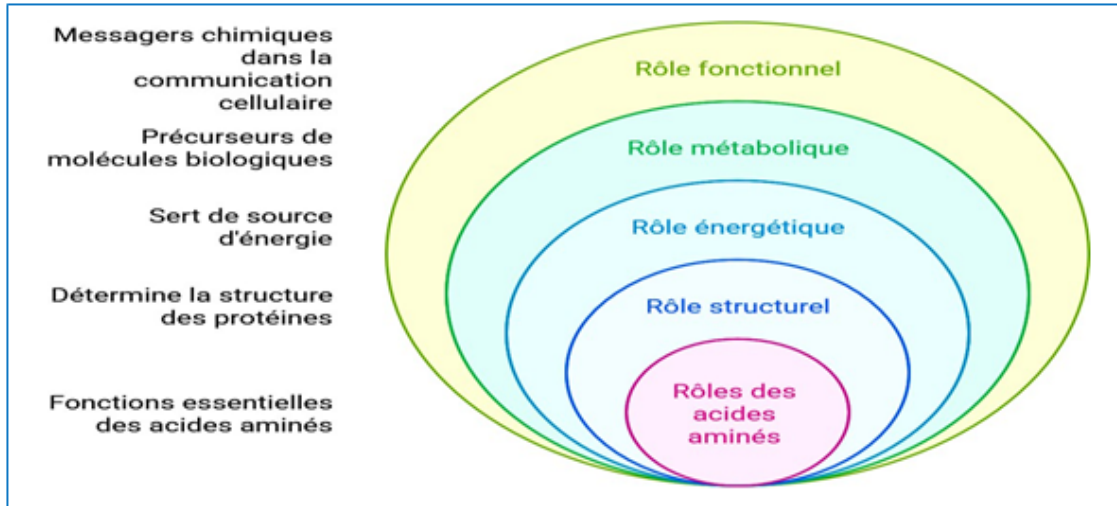 Messagers chimiques
dans la
communication
cellulaire
Rôle fonctionnel
Précurseurs de
molécules biologiques
Rôle métabolique
Sert de source
d'énergie
Rôle énergétique
Détermine la structure
des protéines
Rôle structurel
Fonctions essentielles
des acides aminés
Rôles des
acides
aminés